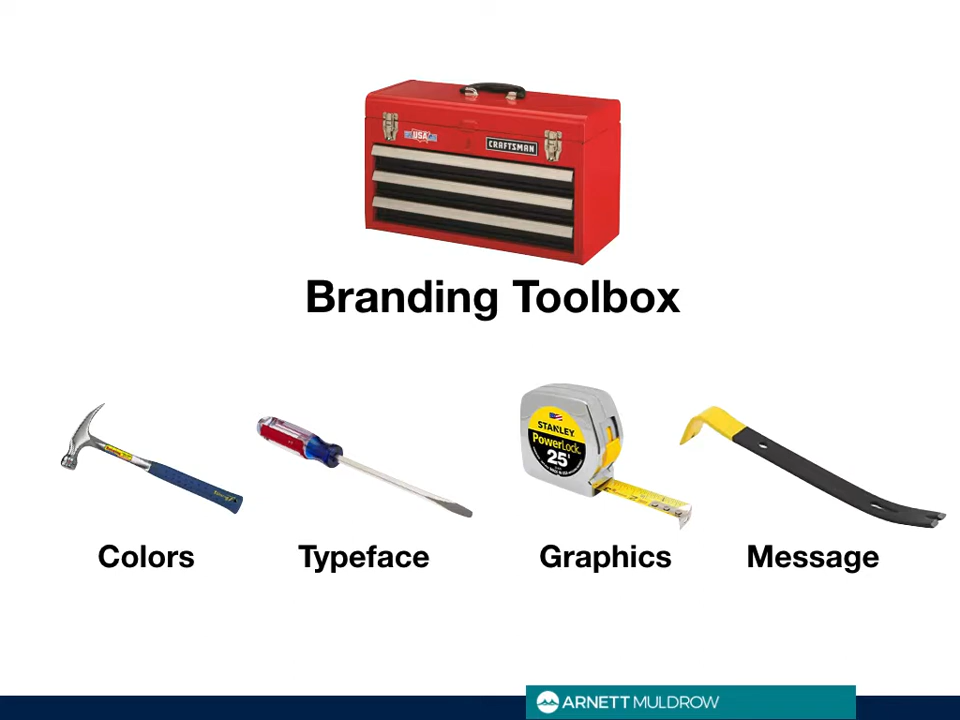 USA
CRAFTSMAN
Branding Toolbox
STANLEY
PowerLock
25'
Colors
Typeface
Graphics
Message
ARNETT MULDROW